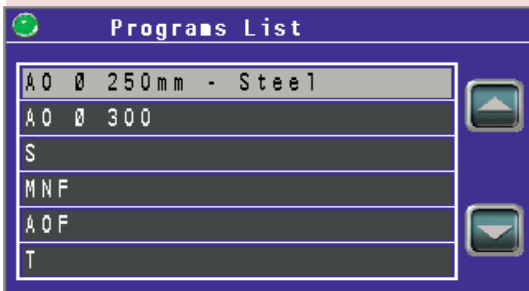 Programs List
AO Ø 250mm - Steel
AO Ø 300
S
MNF
AOF
T